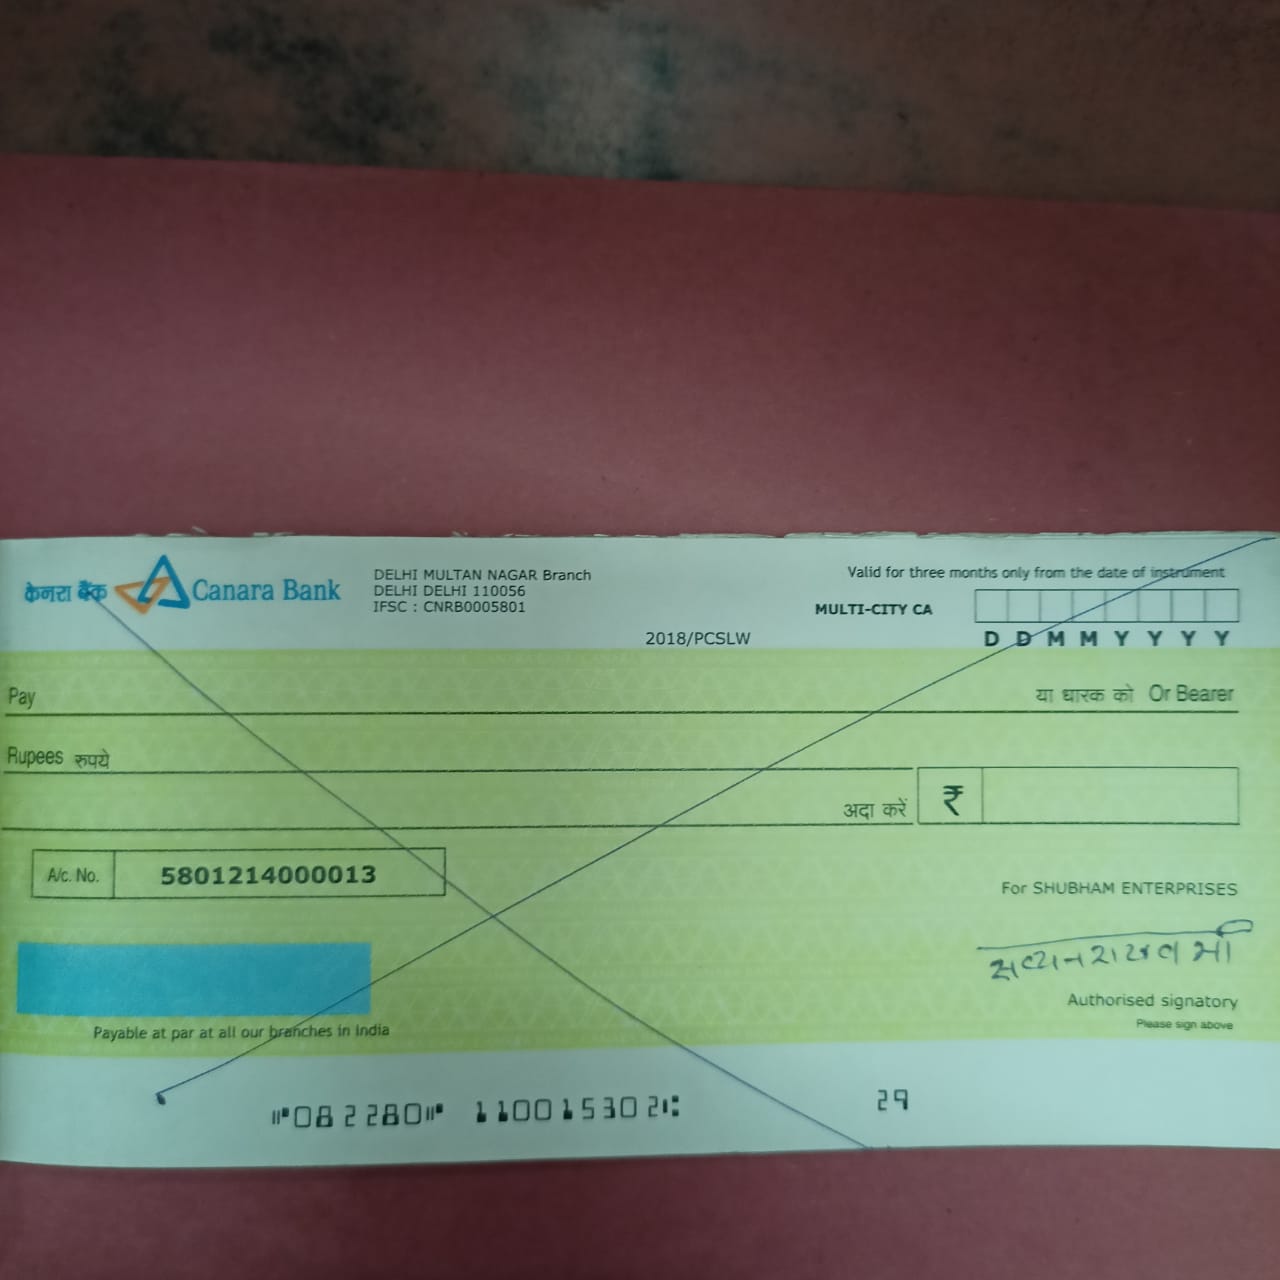 केनरा बैंक Canara Bank
DELHI MULTAN NAGAR Branch
DELHI DELHI 110056
IFSC : CNRB0005801
Valid for three months only from the date of instrument
MULTI-CITY CA
D D M M Y Y Y Y
2018/PCSLW
Pay या धारक को Or Bearer
Rupees रुपये
अदा करें ₹
A/c. No. 5801214000013
For SHUBHAM ENTERPRISES
Authorised signatory
Please sign above
Payable at par at all our branches in India
⑈082280⑈ 110015302⑆ 29